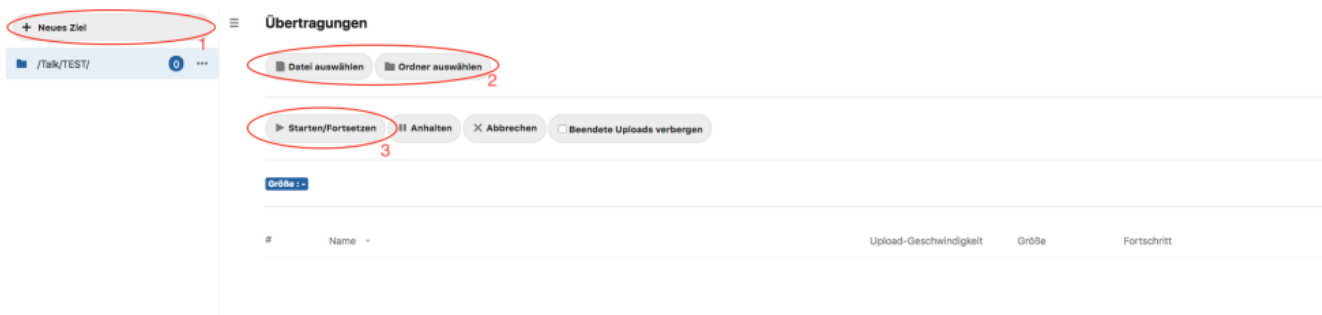 + Neues Ziel
1
/Talk/TEST/ 0 ...
Übertragungen
Datei auswählen Ordner auswählen
2
Starten/Fortsetzen Anhalten Abbrechen Beendete Uploads verbergen
3
Größe : -
# Name Upload-Geschwindigkeit Größe Fortschritt